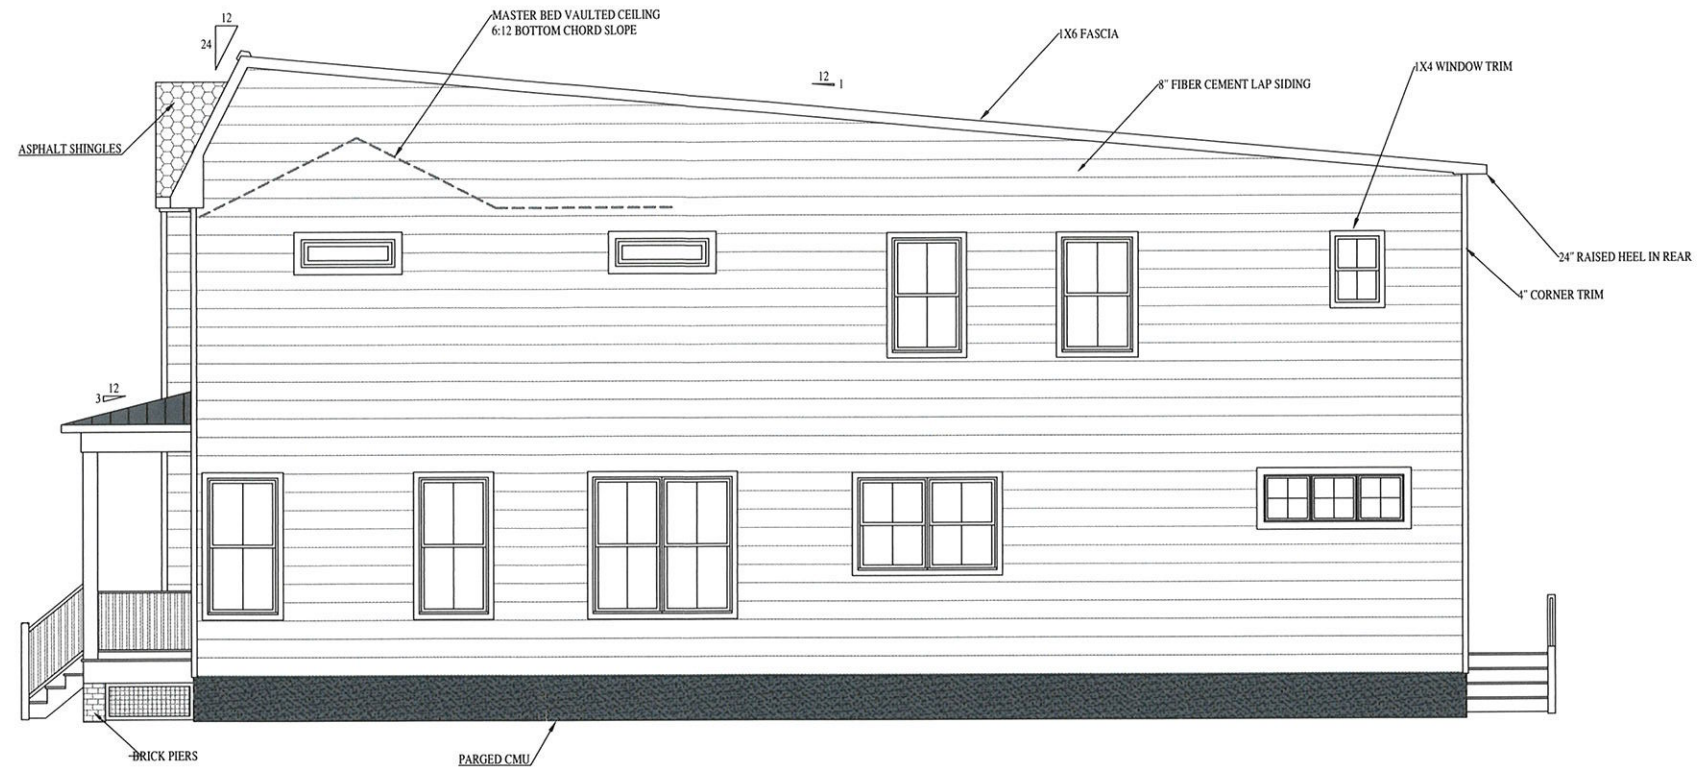 12
24
MASTER BED VAULTED CEILING
6:12 BOTTOM CHORD SLOPE
1X6 FASCIA
12
1
8" FIBER CEMENT LAP SIDING
1X4 WINDOW TRIM
ASPHALT SHINGLES
24" RAISED HEEL IN REAR
4" CORNER TRIM
12
3
BRICK PIERS
PARGED CMU